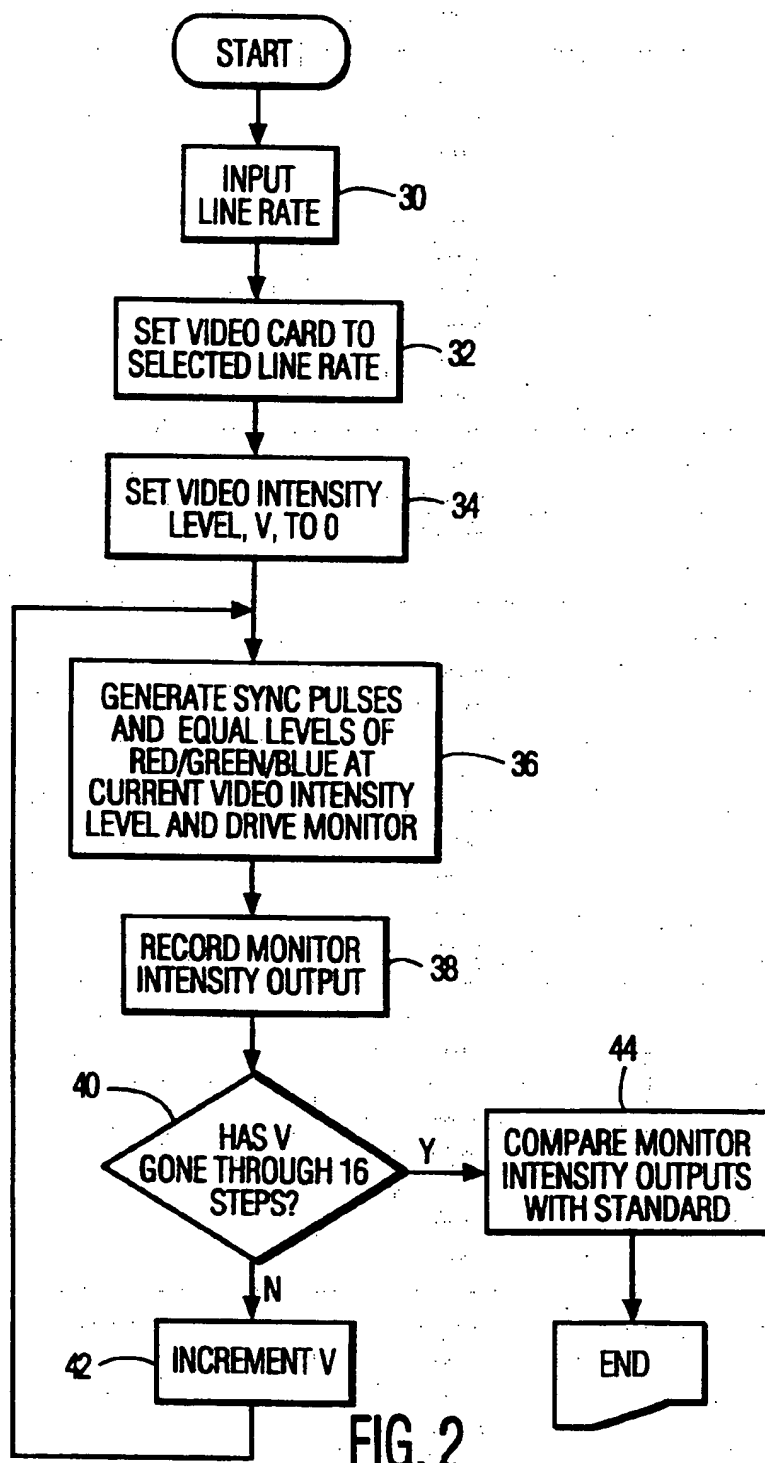 START
INPUT
LINE RATE
30
SET VIDEO CARD TO
SELECTED LINE RATE
32
SET VIDEO INTENSITY
LEVEL, V, TO 0
34
GENERATE SYNC PULSES
AND EQUAL LEVELS OF
RED/GREEN/BLUE AT
CURRENT VIDEO INTENSITY
LEVEL AND DRIVE MONITOR
36
RECORD MONITOR
INTENSITY OUTPUT
38
40
HAS V
GONE THROUGH 16
STEPS?
Y
44
COMPARE MONITOR
INTENSITY OUTPUTS
WITH STANDARD
N
42
INCREMENT V
END
FIG. 2